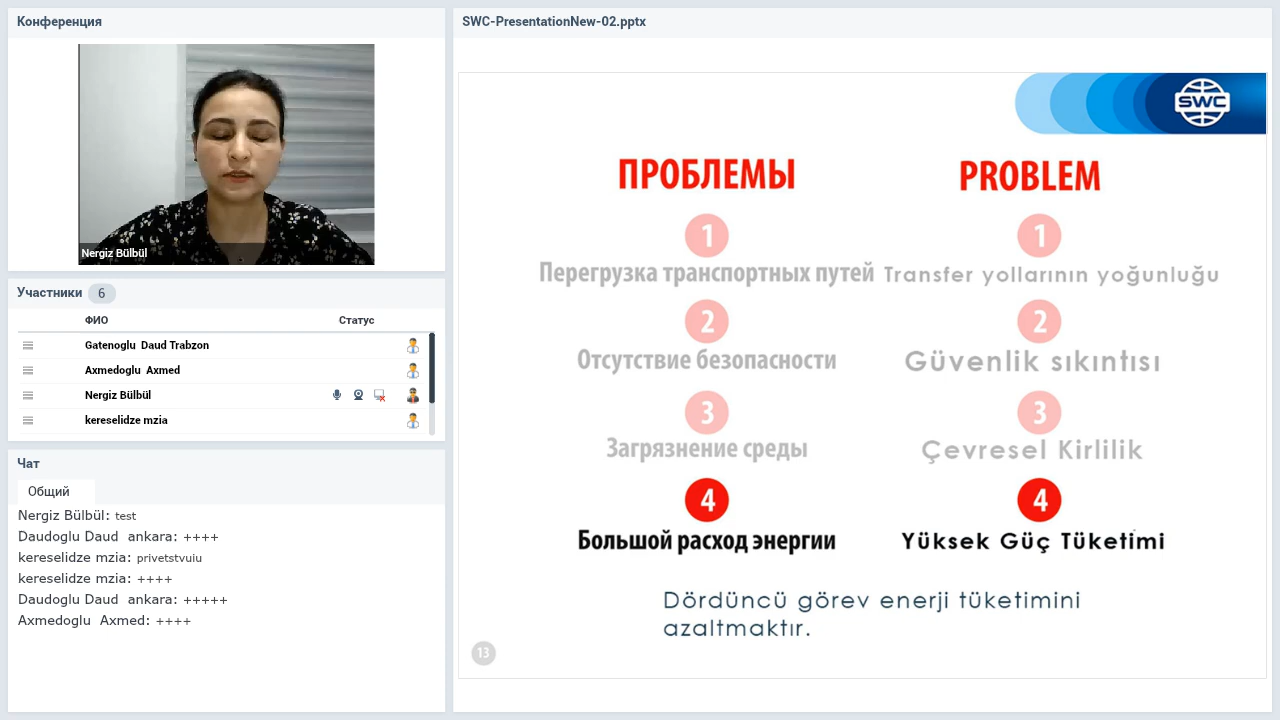 Конференция
Nergiz Bülbül
Участники 6
ФИО Статус
Gatenoglu Daud Trabzon
Axmedoglu Axmed
Nergiz Bülbül
kereselidze mzia
Чат
Общий
Nergiz Bülbül: test
Daudoglu Daud ankara: ++++
kereselidze mzia: privetstvuiu
kereselidze mzia: ++++
Daudoglu Daud ankara: +++++
Axmedoglu Axmed: ++++
SWC-PresentationNew-02.pptx
SWC
ПРОБЛЕМЫ
1
Перегрузка транспортных путей
2
Отсутствие безопасности
3
Загрязнение среды
4
Большой расход энергии
PROBLEM
1
Transfer yollarının yoğunluğu
2
Güvenlik sıkıntısı
3
Çevresel Kirlilik
4
Yüksek Güç Tüketimi
Dördüncü görev enerji tüketimini
azaltmaktır.
13